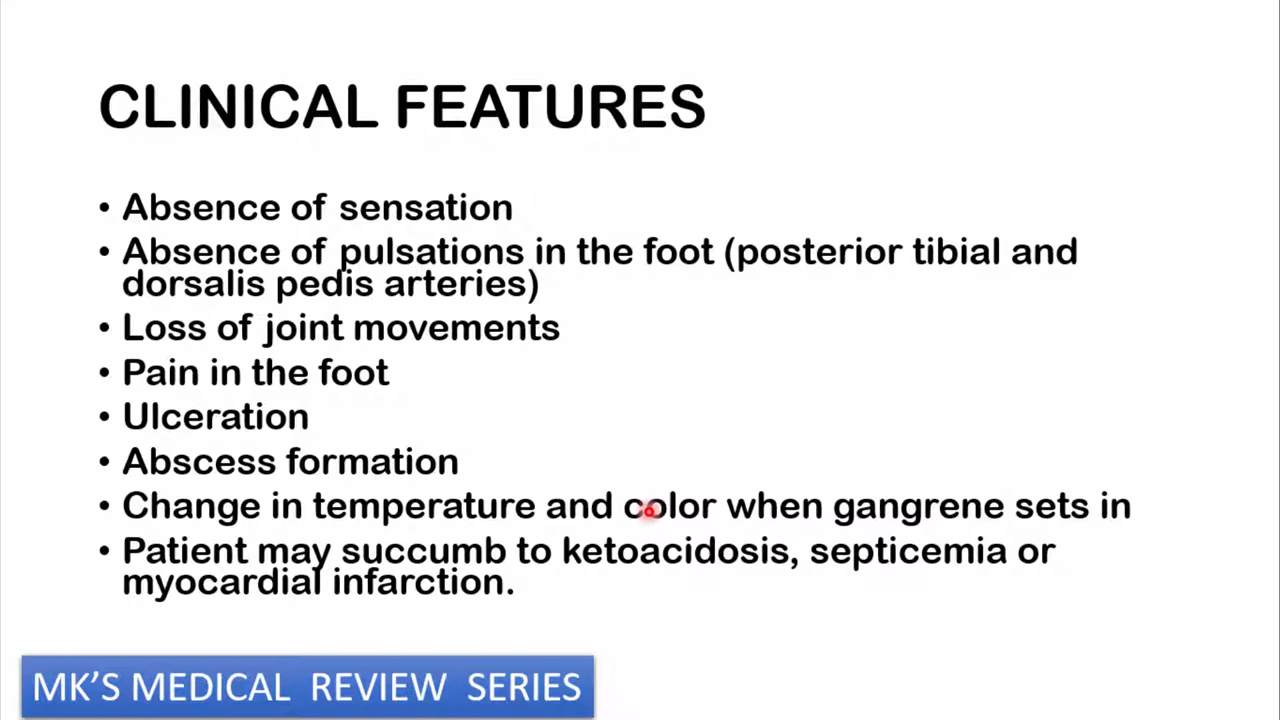 CLINICAL FEATURES
• Absence of sensation
• Absence of pulsations in the foot (posterior tibial and
dorsalis pedis arteries)
• Loss of joint movements
• Pain in the foot
• Ulceration
• Abscess formation
• Change in temperature and color when gangrene sets in
• Patient may succumb to ketoacidosis, septicemia or
myocardial infarction.
MK'S MEDICAL REVIEW SERIES